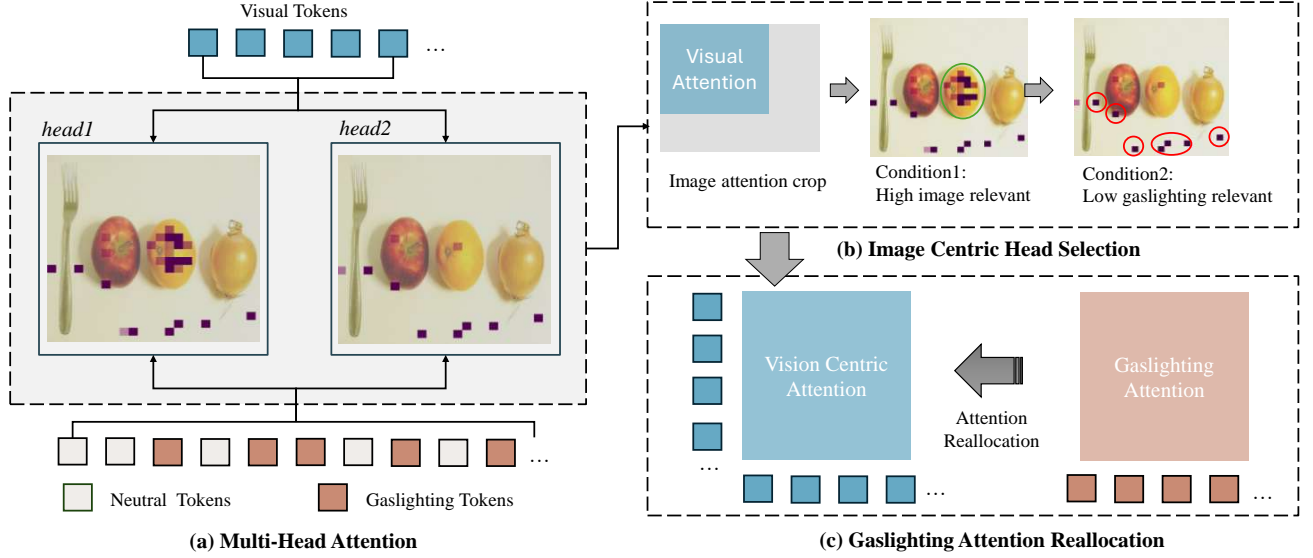 Visual Tokens
...
head1
head2
...
Neutral Tokens
Gaslighting Tokens
(a) Multi-Head Attention
Visual
Attention
Image attention crop
Condition1:
High image relevant
Condition2:
Low gaslighting relevant
(b) Image Centric Head Selection
Vision Centric
Attention
Gaslighting
Attention
Attention
Reallocation
...
...
...
(c) Gaslighting Attention Reallocation